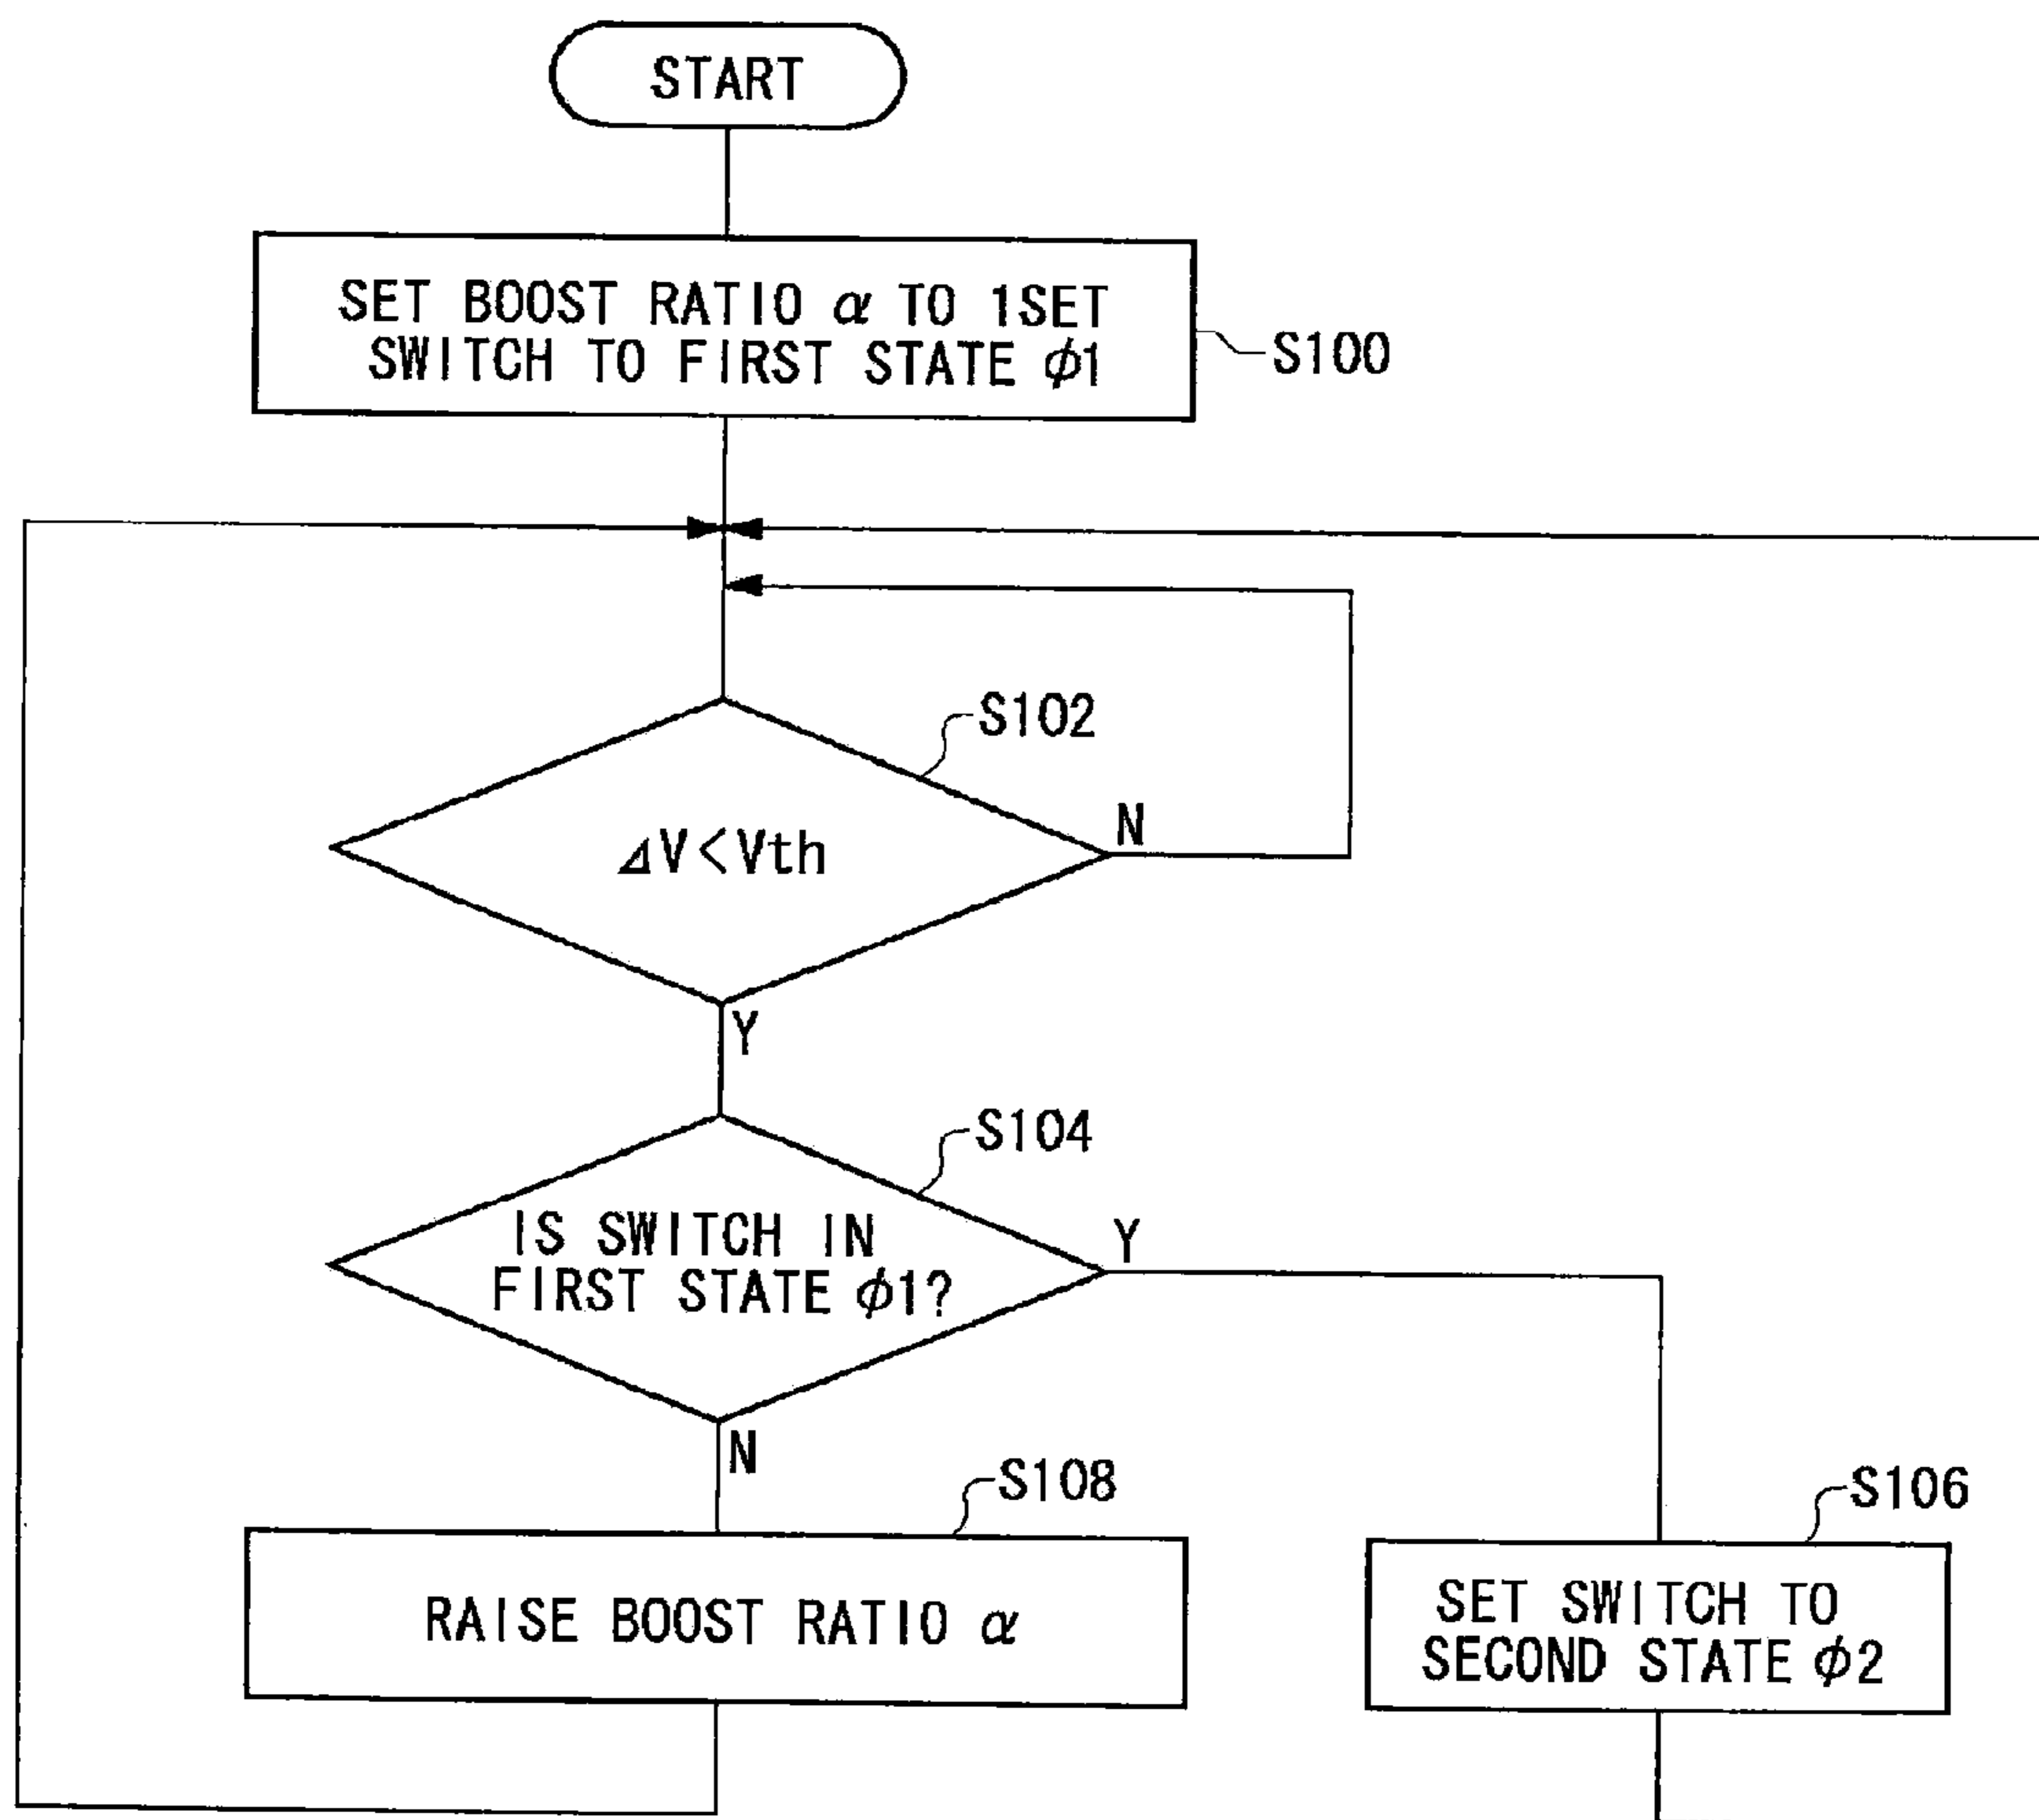 START
SET BOOST RATIO α TO 1SET
SWITCH TO FIRST STATE ϕ1
S100
S102
ΔV<Vth
N
Y
S104
IS SWITCH IN
FIRST STATE ϕ1?
Y
N
S108
RAISE BOOST RATIO α
S106
SET SWITCH TO
SECOND STATE ϕ2